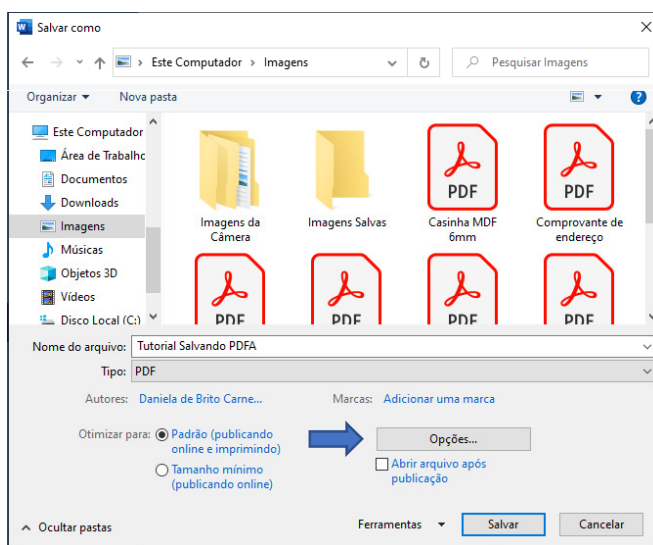 Salvar como
Este Computador > Imagens
Pesquisar Imagens
Organizar
Nova pasta
Este Computador
Área de Trabalhc
Documentos
Downloads
Imagens
Músicas
Objetos 3D
Vídeos
Disco Local (C:)
Imagens da
Câmera
Imagens Salvas
PDF
Casinha MDF
6mm
PDF
Comprovante de
endereço
PDF
PDF
PDF
PDF
Nome do arquivo: Tutorial Salvando PDFA
Tipo: PDF
Autores: Daniela de Brito Carne...
Marcas: Adicionar uma marca
Otimizar para:
Padrão (publicando
online e imprimindo)
Tamanho mínimo
(publicando online)
Opções...
Abrir arquivo após
publicação
Ocultar pastas
Ferramentas
Salvar
Cancelar